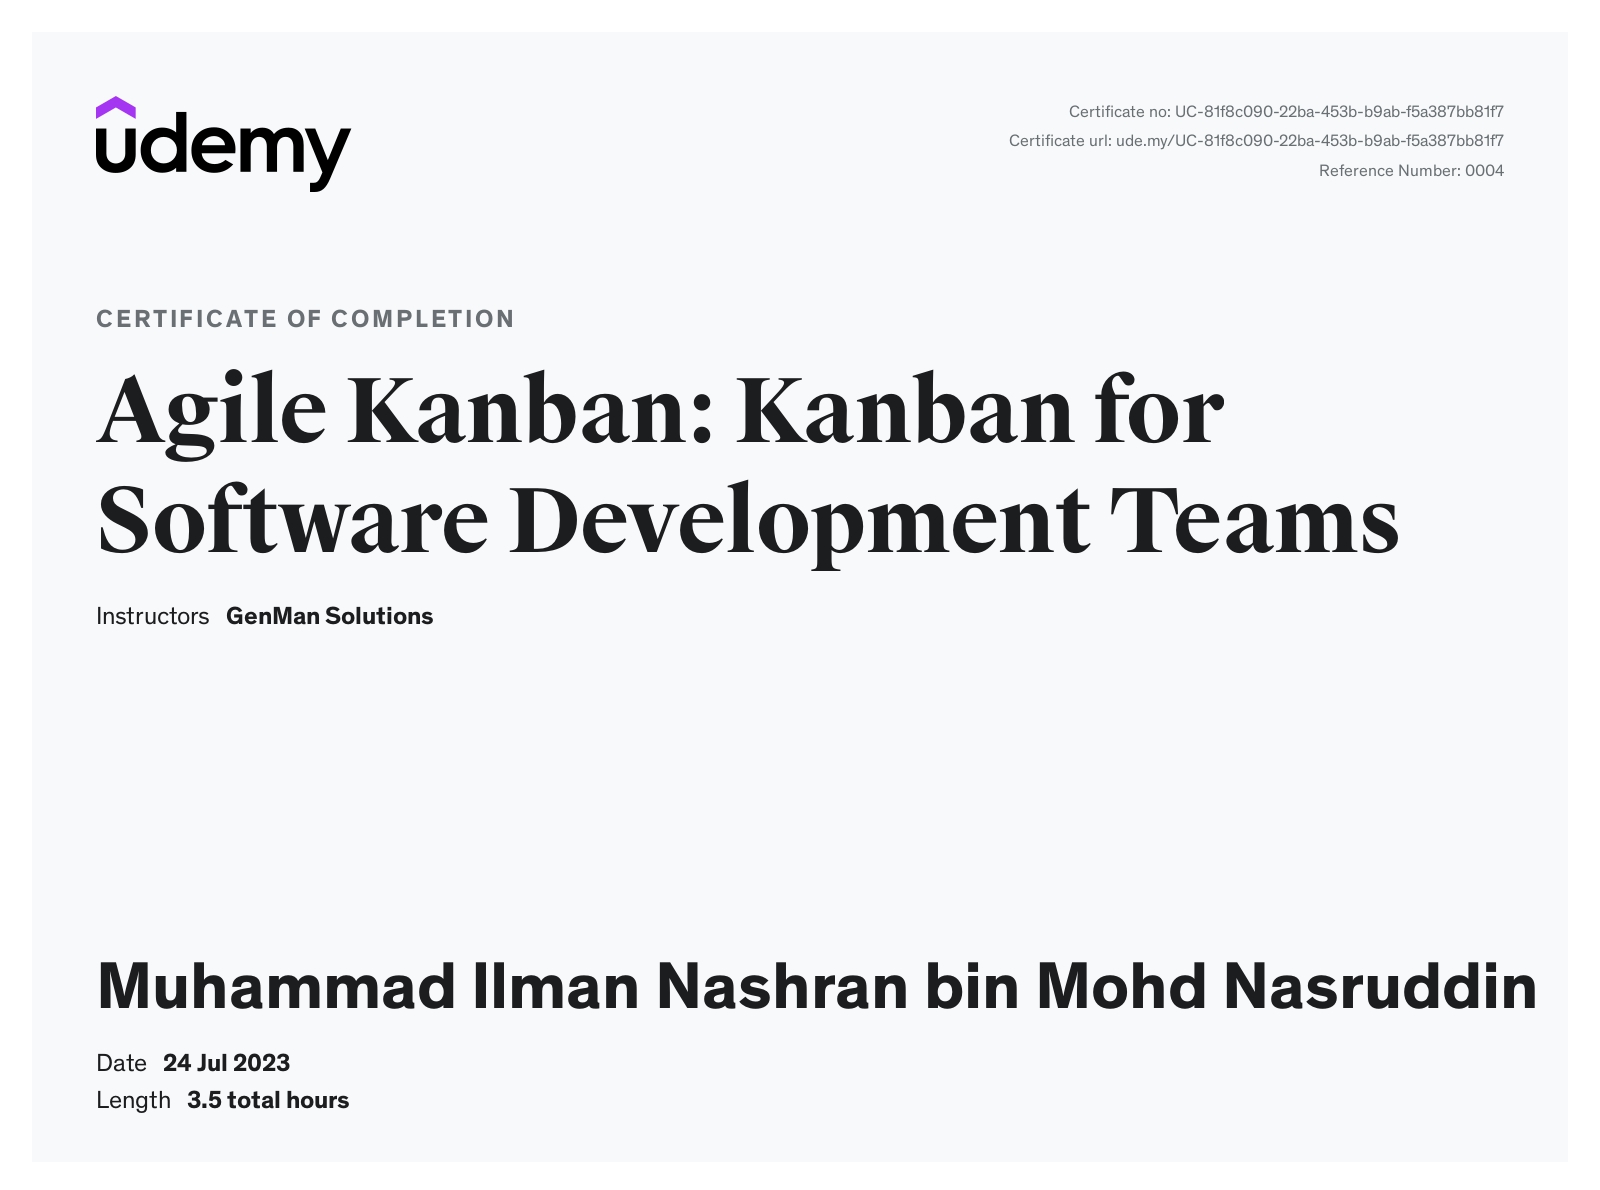 udemy
Certificate no: UC-81f8c090-22ba-453b-b9ab-f5a387bb81f7
Certificate url: ude.my/UC-81f8c090-22ba-453b-b9ab-f5a387bb81f7
Reference Number: 0004
CERTIFICATE OF COMPLETION
Agile Kanban: Kanban for
Software Development Teams
Instructors GenMan Solutions
Muhammad Ilman Nashran bin Mohd Nasruddin
Date 24 Jul 2023
Length 3.5 total hours